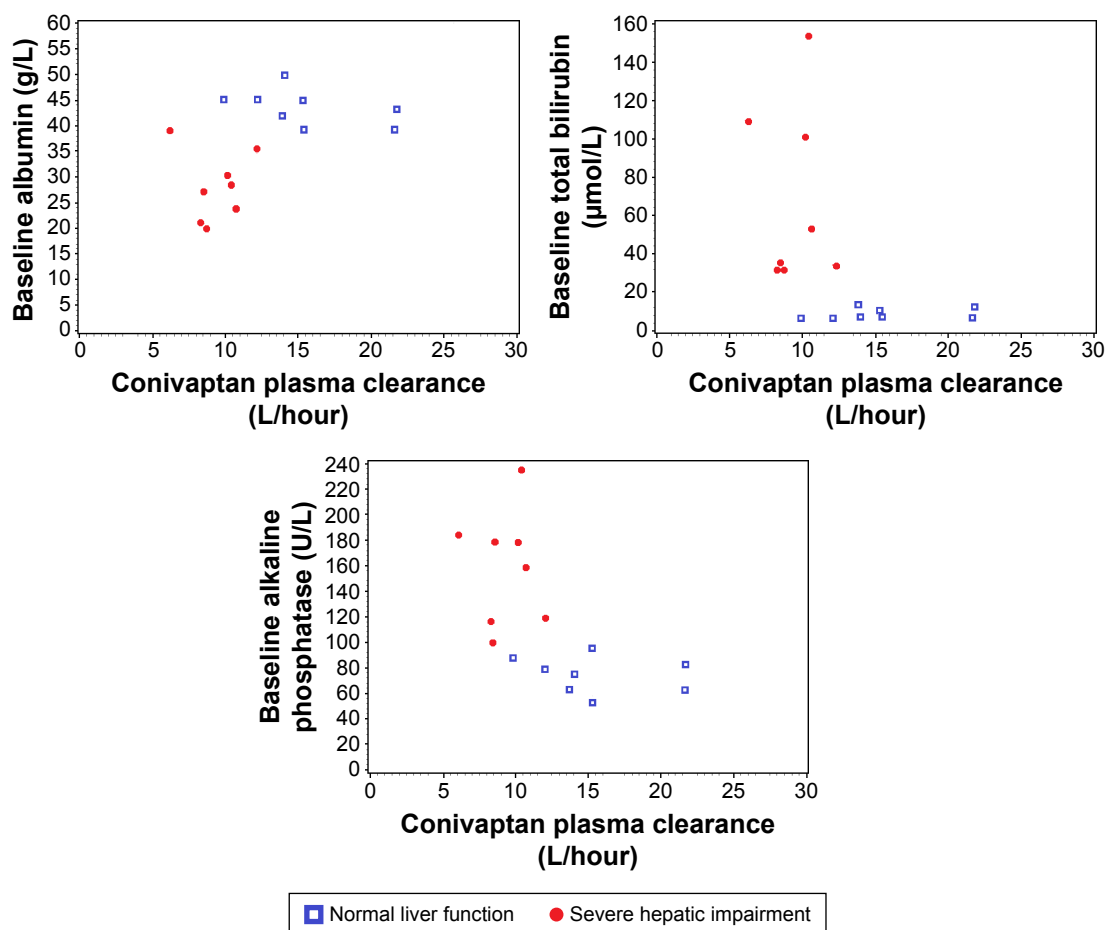 Baseline albumin (g/L)
60
55
50
45
40
35
30
25
20
15
10
5
0
0 5 10 15 20 25 30
Conivaptan plasma clearance
(L/hour)
Baseline total bilirubin
(µmol/L)
160
140
120
100
80
60
40
20
0
0 5 10 15 20 25 30
Conivaptan plasma clearance
(L/hour)
Baseline alkaline
phosphatase (U/L)
240
220
200
180
160
140
120
100
80
60
40
20
0
0 5 10 15 20 25 30
Conivaptan plasma clearance
(L/hour)
Normal liver function Severe hepatic impairment